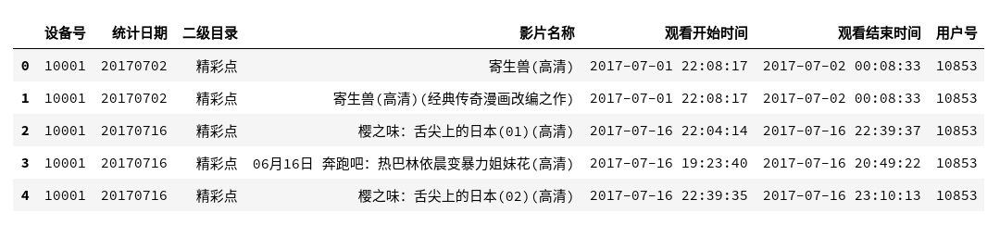 设备号 统计日期 二级目录 影片名称 观看开始时间 观看结束时间 用户号
0 10001 20170702 精彩点 寄生兽(高清) 2017-07-01 22:08:17 2017-07-02 00:08:33 10853
1 10001 20170702 精彩点 寄生兽(高清)(经典传奇漫画改编之作) 2017-07-01 22:08:17 2017-07-02 00:08:33 10853
2 10001 20170716 精彩点 樱之味：舌尖上的日本(01)(高清) 2017-07-16 22:04:14 2017-07-16 22:39:37 10853
3 10001 20170716 精彩点 06月16日 奔跑吧：热巴林依晨变暴力姐妹花(高清) 2017-07-16 19:23:40 2017-07-16 20:49:22 10853
4 10001 20170716 精彩点 樱之味：舌尖上的日本(02)(高清) 2017-07-16 22:39:35 2017-07-16 23:10:13 10853